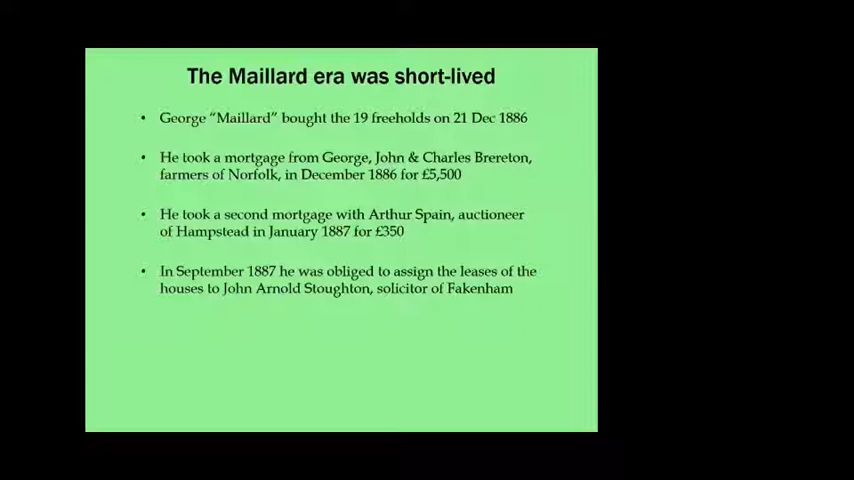 The Maillard era was short-lived
• George “Maillard” bought the 19 freeholds on 21 Dec 1886
• He took a mortgage from George, John & Charles Brereton,
farmers of Norfolk, in December 1886 for £5,500
• He took a second mortgage with Arthur Spain, auctioneer
of Hampstead in January 1887 for £350
• In September 1887 he was obliged to assign the leases of the
houses to John Arnold Stoughton, solicitor of Fakenham